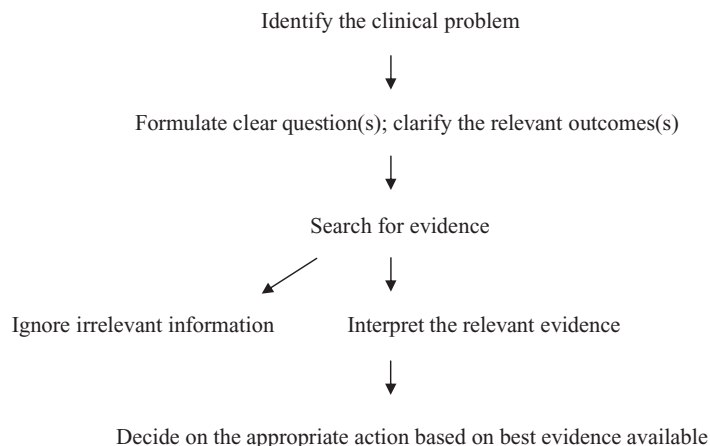 Identify the clinical problem
Formulate clear question(s); clarify the relevant outcomes(s)
Search for evidence
Ignore irrelevant information
Interpret the relevant evidence
Decide on the appropriate action based on best evidence available